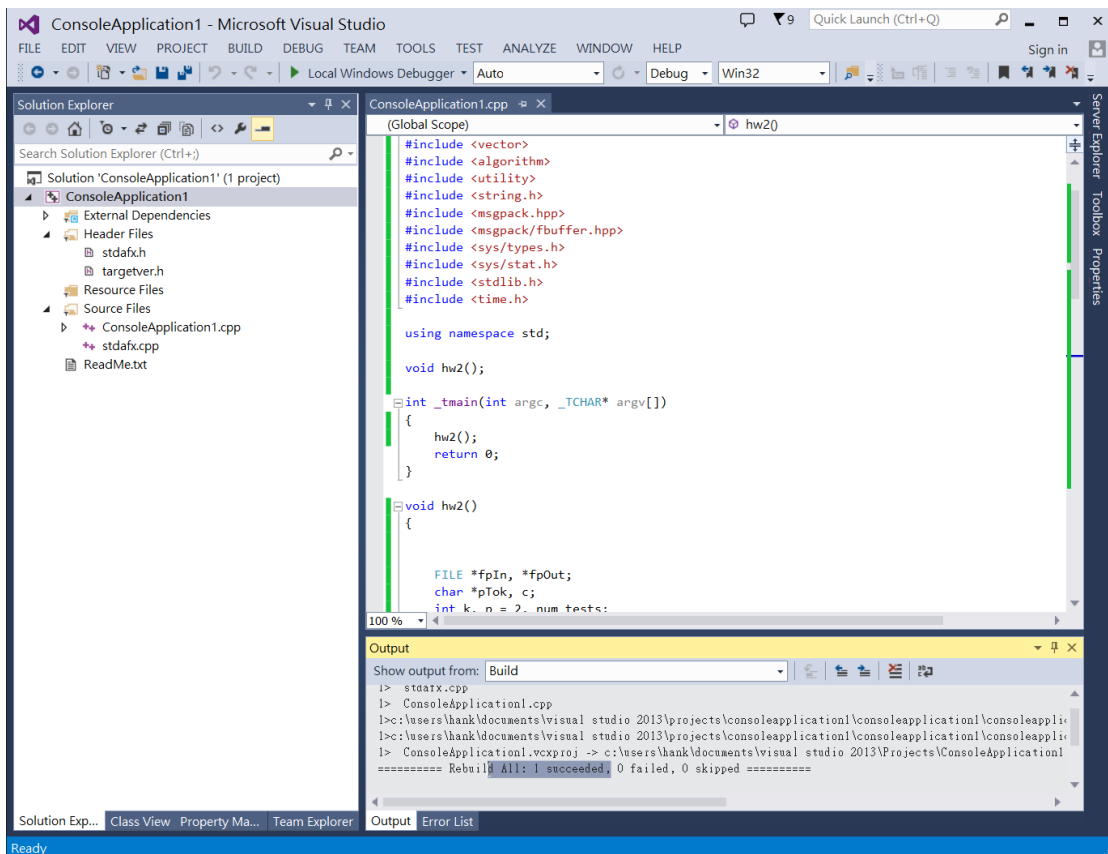 ConsoleApplication1 - Microsoft Visual Studio
9
Quick Launch (Ctrl+Q)
FILE EDIT VIEW PROJECT BUILD DEBUG TEAM TOOLS TEST ANALYZE WINDOW HELP Sign in
Local Windows Debugger Auto Debug Win32
Solution Explorer
Search Solution Explorer (Ctrl+;)
Solution 'ConsoleApplication1' (1 project)
ConsoleApplication1
External Dependencies
Header Files
stdafx.h
targetver.h
Resource Files
Source Files
ConsoleApplication1.cpp
stdafx.cpp
ReadMe.txt
Solution Exp... Class View Property Ma... Team Explorer
ConsoleApplication1.cpp
(Global Scope) hw2()
#include <vector>
#include <algorithm>
#include <utility>
#include <string.h>
#include <msgpack.hpp>
#include <msgpack/fbuffer.hpp>
#include <sys/types.h>
#include <sys/stat.h>
#include <stdlib.h>
#include <time.h>
using namespace std;
void hw2();
int _tmain(int argc, _TCHAR* argv[])
{
hw2();
return 0;
}
void hw2()
{
FILE *fpIn, *fpOut;
char *pTok, c;
int k, n = 2, num_tests;
100 %
Output
Show output from: Build
1> stdafx.cpp
1> ConsoleApplication1.cpp
1>c:\users\hank\documents\visual studio 2013\projects\consoleapplication1\consoleapplication1\consoleapplic
1>c:\users\hank\documents\visual studio 2013\projects\consoleapplication1\consoleapplication1\consoleapplic
1> ConsoleApplication1.vcxproj -> c:\users\hank\documents\visual studio 2013\Projects\ConsoleApplication1
========== Rebuild All: 1 succeeded, 0 failed, 0 skipped ==========
Output Error List
Server Explorer
Toolbox
Properties
Ready